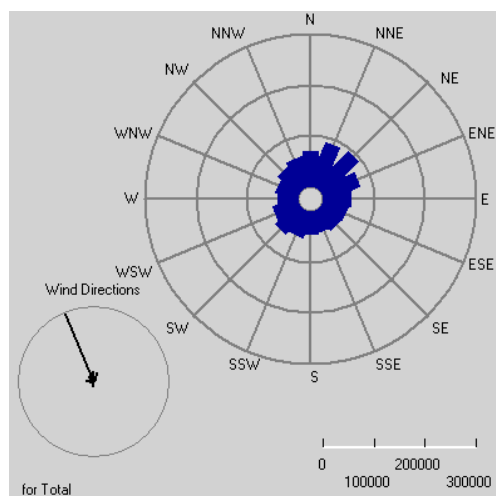 N
NNW
NNE
NW
NE
WNW
ENE
W
E
WSW
ESE
Wind Directions
SW
SE
SSW
SSE
S
0
200000
100000
300000
for Total